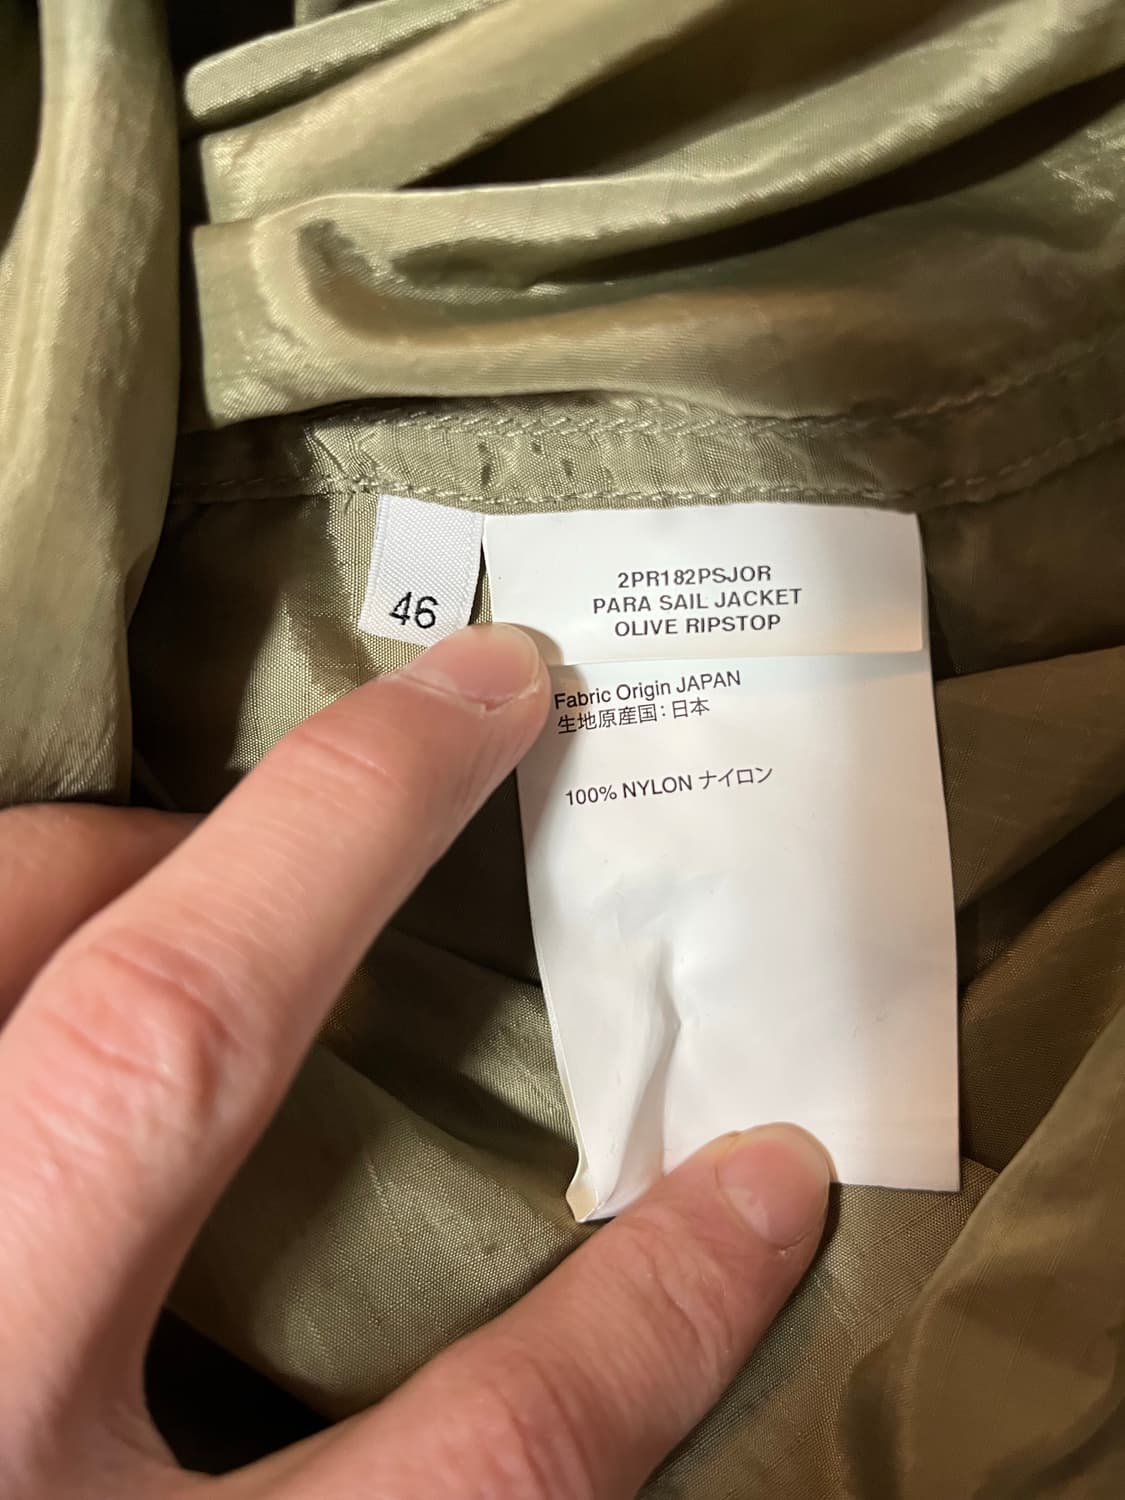 46
2PR182PSJOR
PARA SAIL JACKET
OLIVE RIPSTOP
Fabric Origin JAPAN
生地原産国：日本
100% NYLON ナイロン